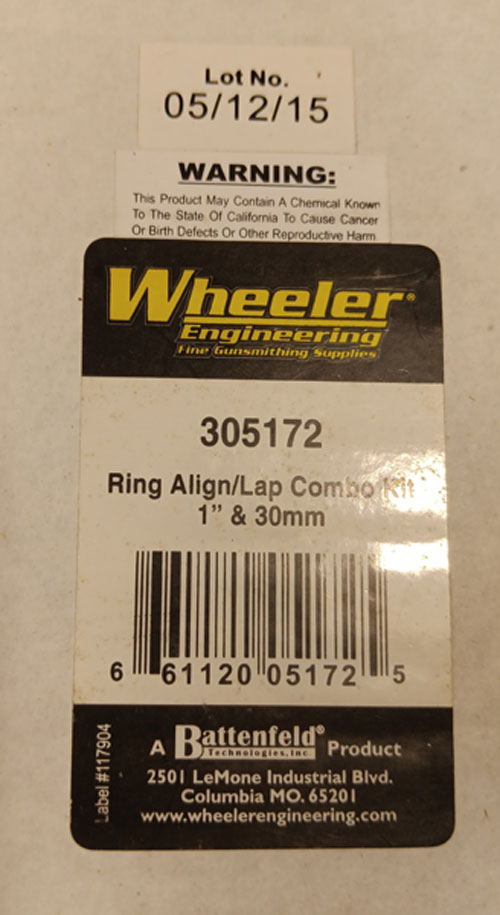 Lot No.
05/12/15
WARNING:
This Product May Contain A Chemical Known
To The State Of California To Cause Cancer
Or Birth Defects Or Other Reproductive Harm
Wheeler®
Engineering
Fine Gunsmithing Supplies
305172
Ring Align/Lap Combo Kit
1" & 30mm
6 61120 05172 5
Label #117904
A Battenfeld® Product
Technologies, Inc.
2501 LeMone Industrial Blvd.
Columbia MO. 65201
www.wheelerengineering.com